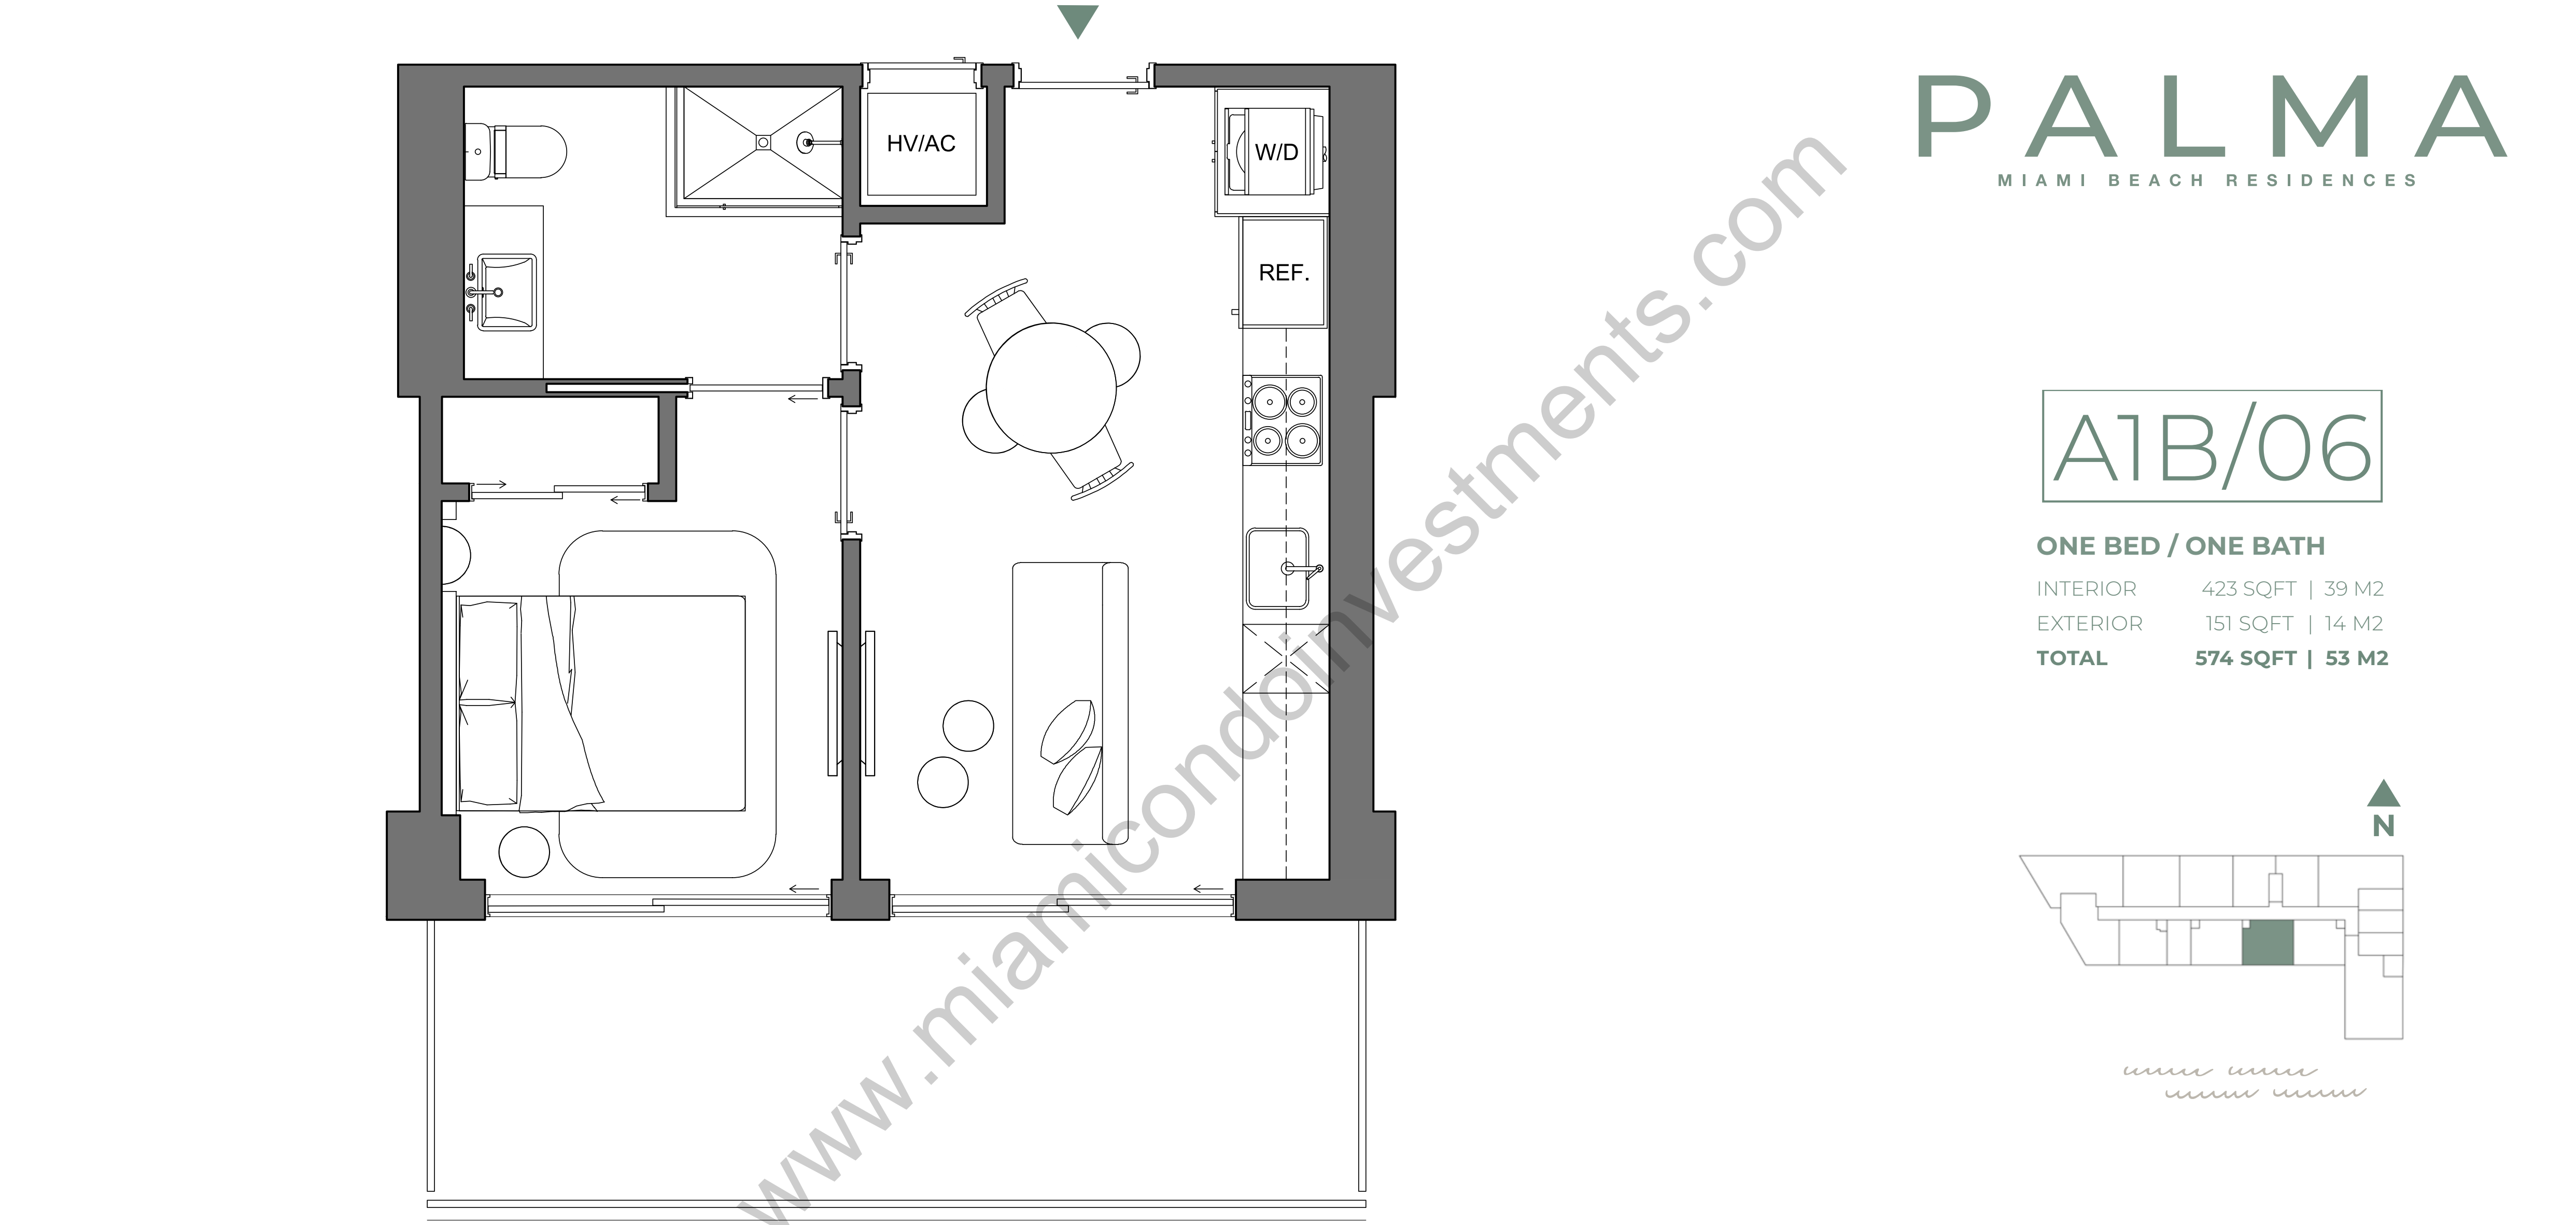 PALMA
MIAMI BEACH RESIDENCES
HV/AC
W/D
REF.
A1B/06
ONE BED / ONE BATH
INTERIOR 423 SQFT | 39 M2
EXTERIOR 151 SQFT | 14 M2
TOTAL 574 SQFT | 53 M2
N
www.miamicondoinvestments.com